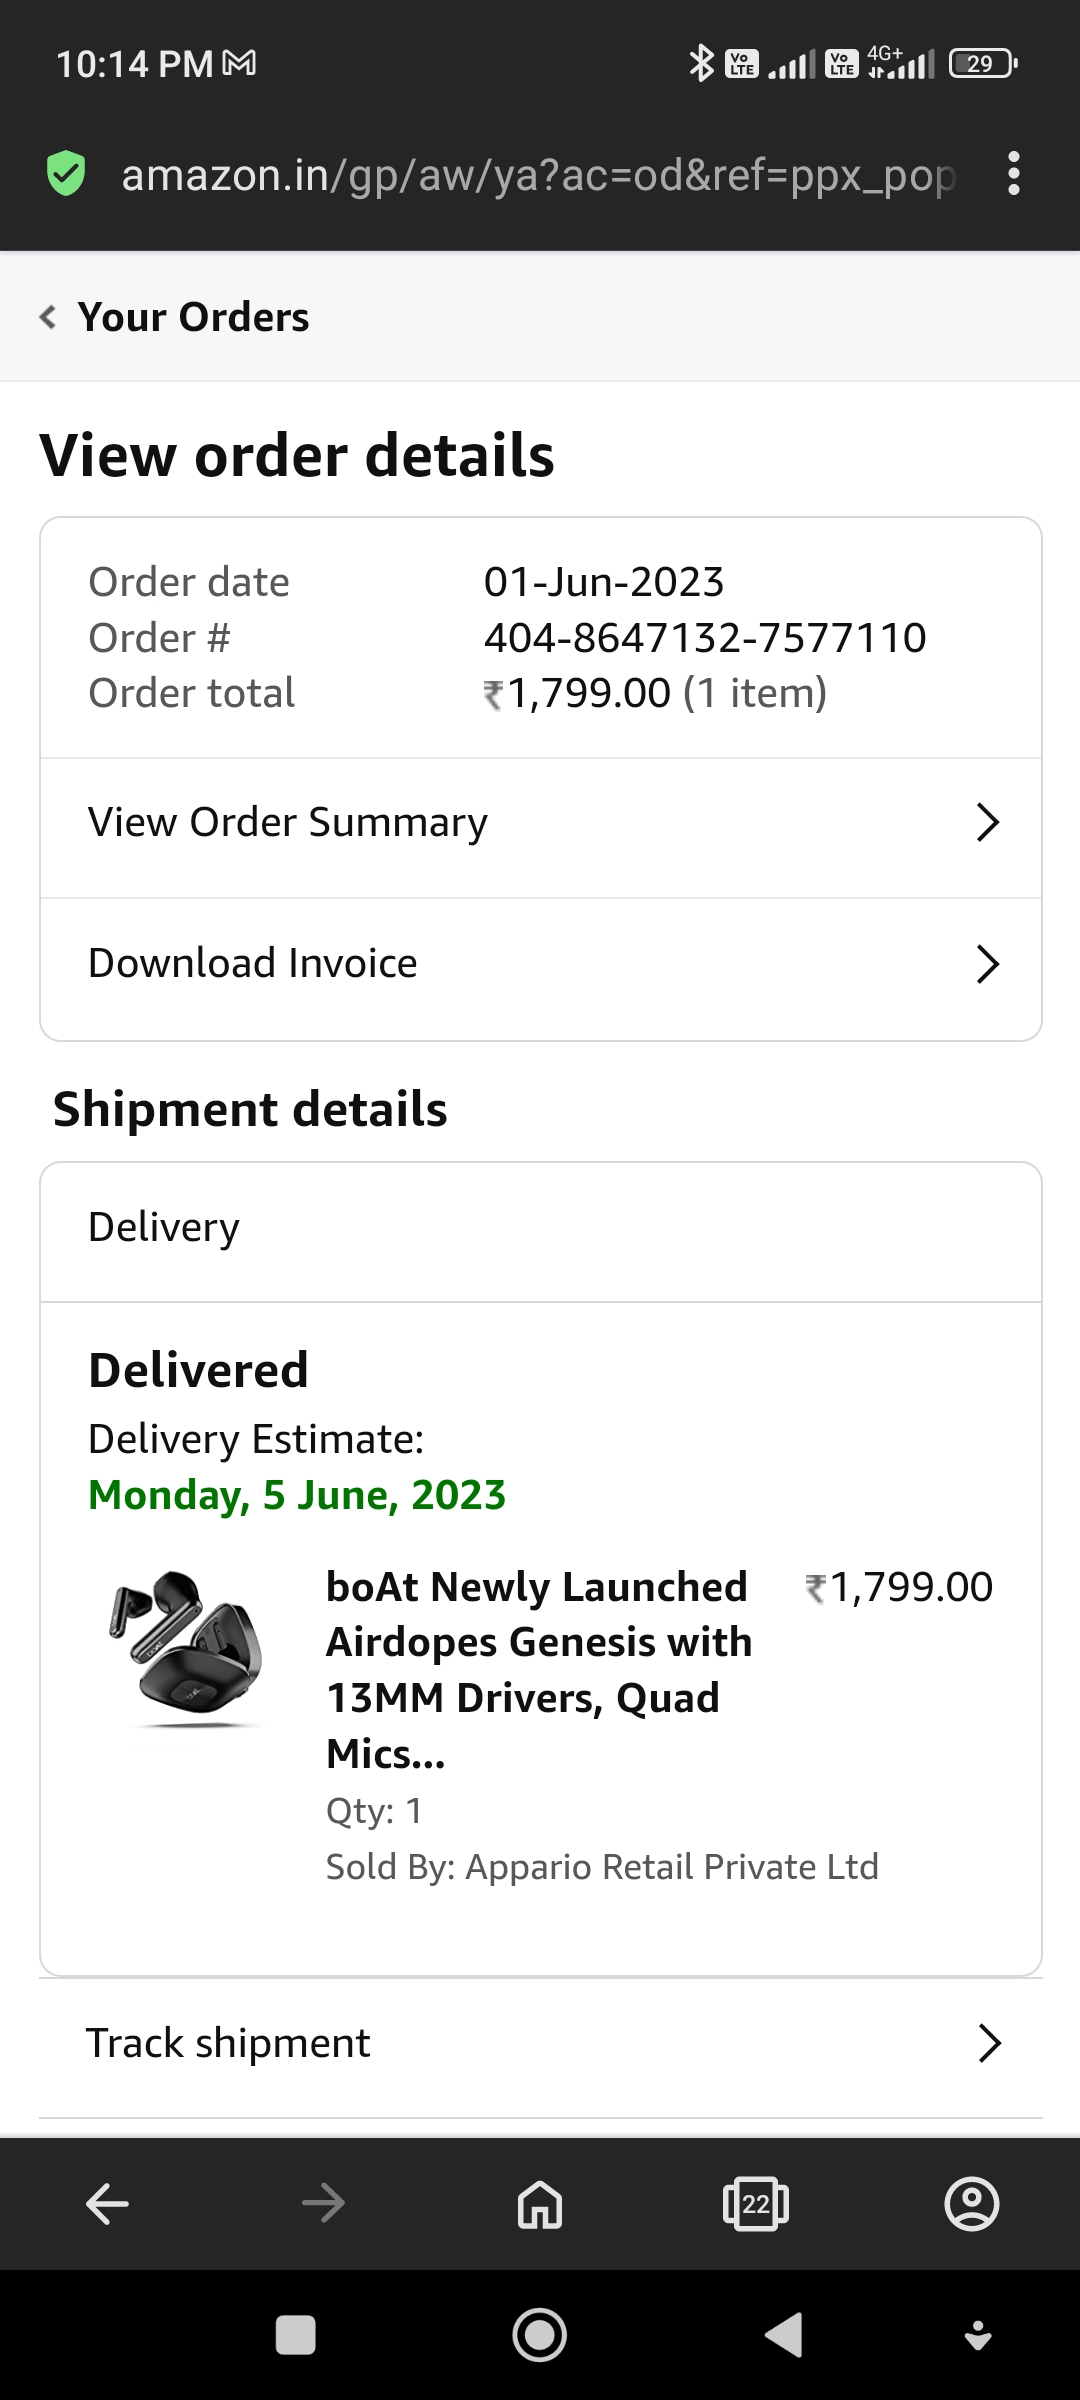 10:14 PM
Vo LTE Vo LTE 4G+ 29
amazon.in/gp/aw/ya?ac=od&ref=ppx_pop
Your Orders
View order details
Order date 01-Jun-2023
Order # 404-8647132-7577110
Order total ₹1,799.00 (1 item)
View Order Summary
Download Invoice
Shipment details
Delivery
Delivered
Delivery Estimate:
Monday, 5 June, 2023
boAt Newly Launched ₹1,799.00
Airdopes Genesis with
13MM Drivers, Quad
Mics...
Qty: 1
Sold By: Appario Retail Private Ltd
Track shipment
22